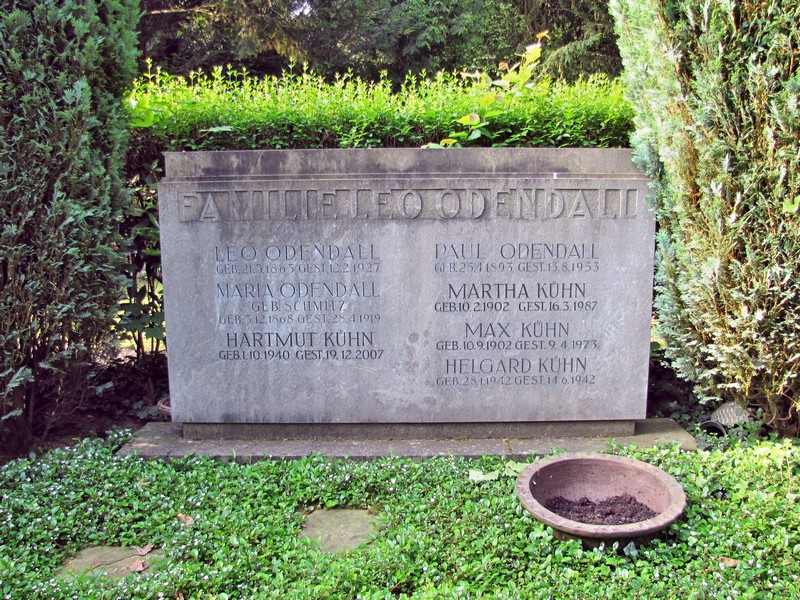 FAMILIE LEO ODENDALL
LEO ODENDALL
GEB. 21.3.1863 GEST. 12.2.1927
MARIA ODENDALL
GEB. SCHMITZ
GEB. 3.12.1868 GEST. 28.4.1919
HARTMUT KÜHN
GEB. 1.10.1940 GEST. 19.12.2007
PAUL ODENDALL
GEB. 25.4.1893 GEST. 13.8.1953
MARTHA KÜHN
GEB. 10.2.1902 GEST. 16.3.1987
MAX KÜHN
GEB. 10.9.1902 GEST. 9.4.1973
HELGARD KÜHN
GEB. 28.1.1942 GEST. 14.6.1942